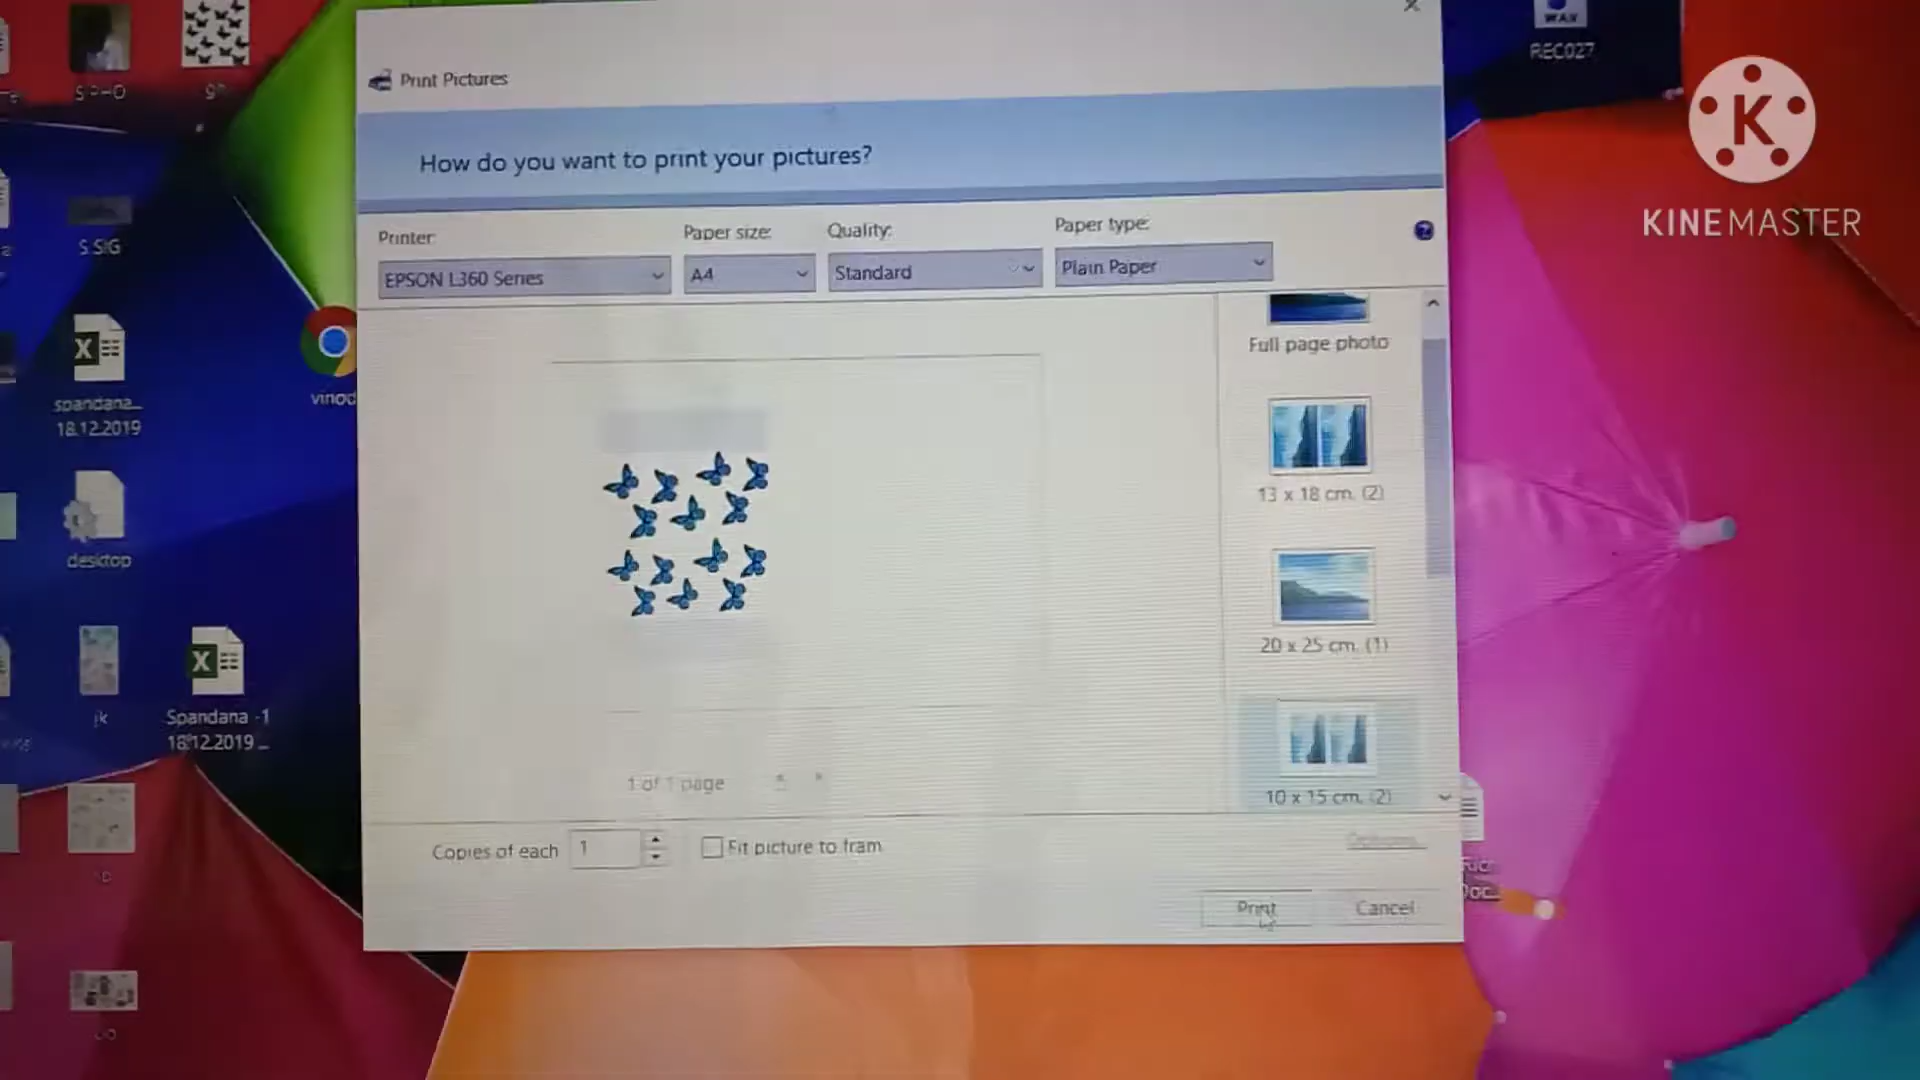 Print Pictures
How do you want to print your pictures?
Printer:
Paper size:
Quality:
Paper type:
EPSON L360 Series
A4
Standard
Plain Paper
Full page photo
13 x 18 cm. (2)
20 x 25 cm. (1)
10 x 15 cm. (2)
1 of 1 page
Copies of each
1
Fit picture to fram
Options...
Print
Cancel
S.SIG
spandana_
18.12.2019
desktop
jk
Spandana -1
18.12.2019 _
vinod
WAV
REC027
K
KINEMASTER